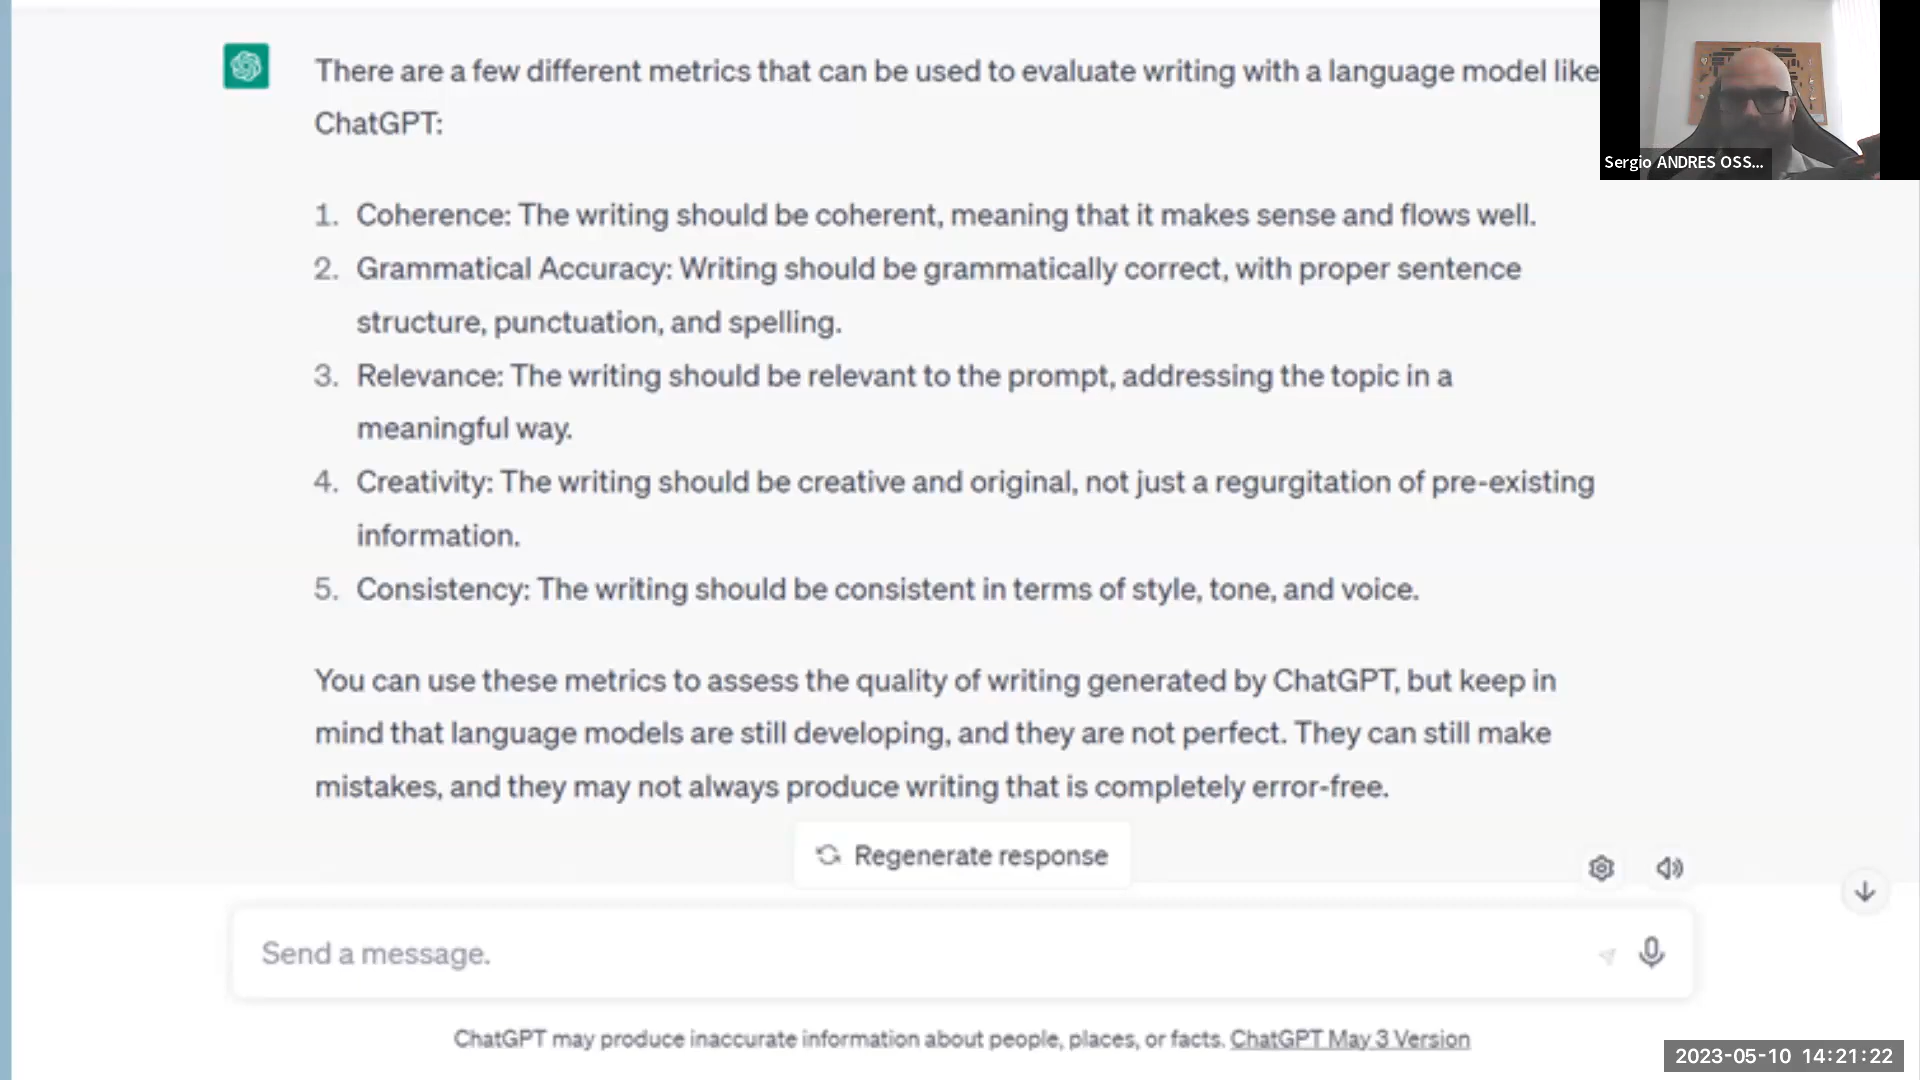 There are a few different metrics that can be used to evaluate writing with a language model like
ChatGPT:
1. Coherence: The writing should be coherent, meaning that it makes sense and flows well.
2. Grammatical Accuracy: Writing should be grammatically correct, with proper sentence
structure, punctuation, and spelling.
3. Relevance: The writing should be relevant to the prompt, addressing the topic in a
meaningful way.
4. Creativity: The writing should be creative and original, not just a regurgitation of pre-existing
information.
5. Consistency: The writing should be consistent in terms of style, tone, and voice.
You can use these metrics to assess the quality of writing generated by ChatGPT, but keep in
mind that language models are still developing, and they are not perfect. They can still make
mistakes, and they may not always produce writing that is completely error-free.
Regenerate response
Send a message.
ChatGPT may produce inaccurate information about people, places, or facts. ChatGPT May 3 Version
Sergio ANDRES OSS...
2023-05-10 14:21:22